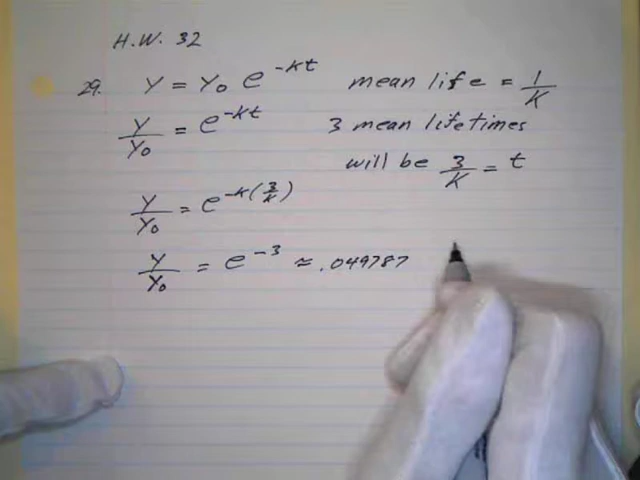 H.W. 32
29. Y = Y₀ e^(-kt) mean life = 1/K
Y/Y₀ = e^(-kt) 3 mean lifetimes
will be 3/K = t
Y/Y₀ = e^(-k(3/k))
Y/Y₀ = e^(-3) ≈ .049787